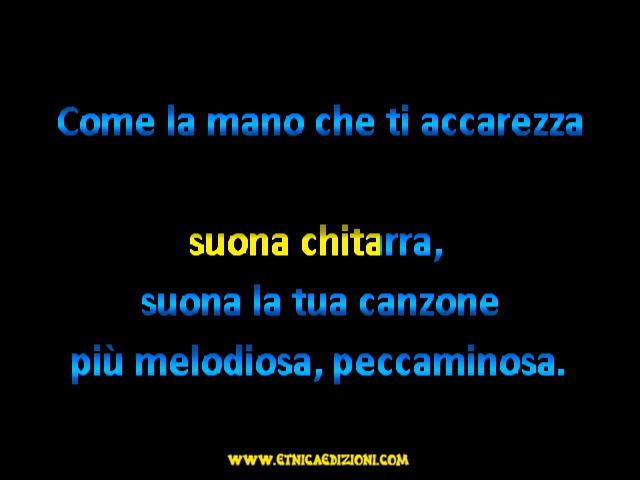 Come la mano che ti accarezza
suona chitarra,
suona la tua canzone
più melodiosa, peccaminosa.
WWW.ETNICAEDIZIONI.COM